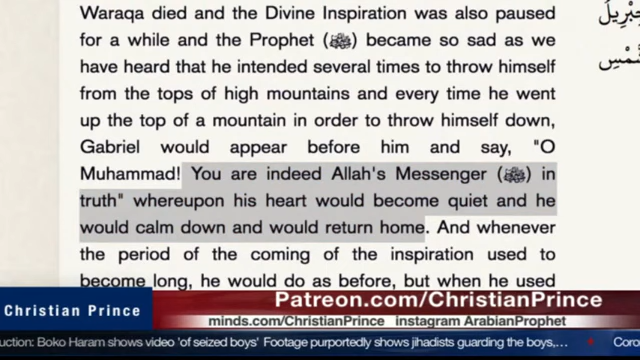 Waraqa died and the Divine Inspiration was also paused
for a while and the Prophet (ﷺ) became so sad as we
have heard that he intended several times to throw himself
from the tops of high mountains and every time he went
up the top of a mountain in order to throw himself down,
Gabriel would appear before him and say, "O
Muhammad! You are indeed Allah's Messenger (ﷺ) in
truth" whereupon his heart would become quiet and he
would calm down and would return home. And whenever
the period of the coming of the inspiration used to
become long, he would do as before, but when he used
جِبْرِيلَ
Christian Prince
Patreon.com/ChristianPrince
minds.com/ChristianPrince instagram ArabianProphet
uction: Boko Haram shows video 'of seized boys' Footage purportedly shows jihadists guarding the boys,... + Coro